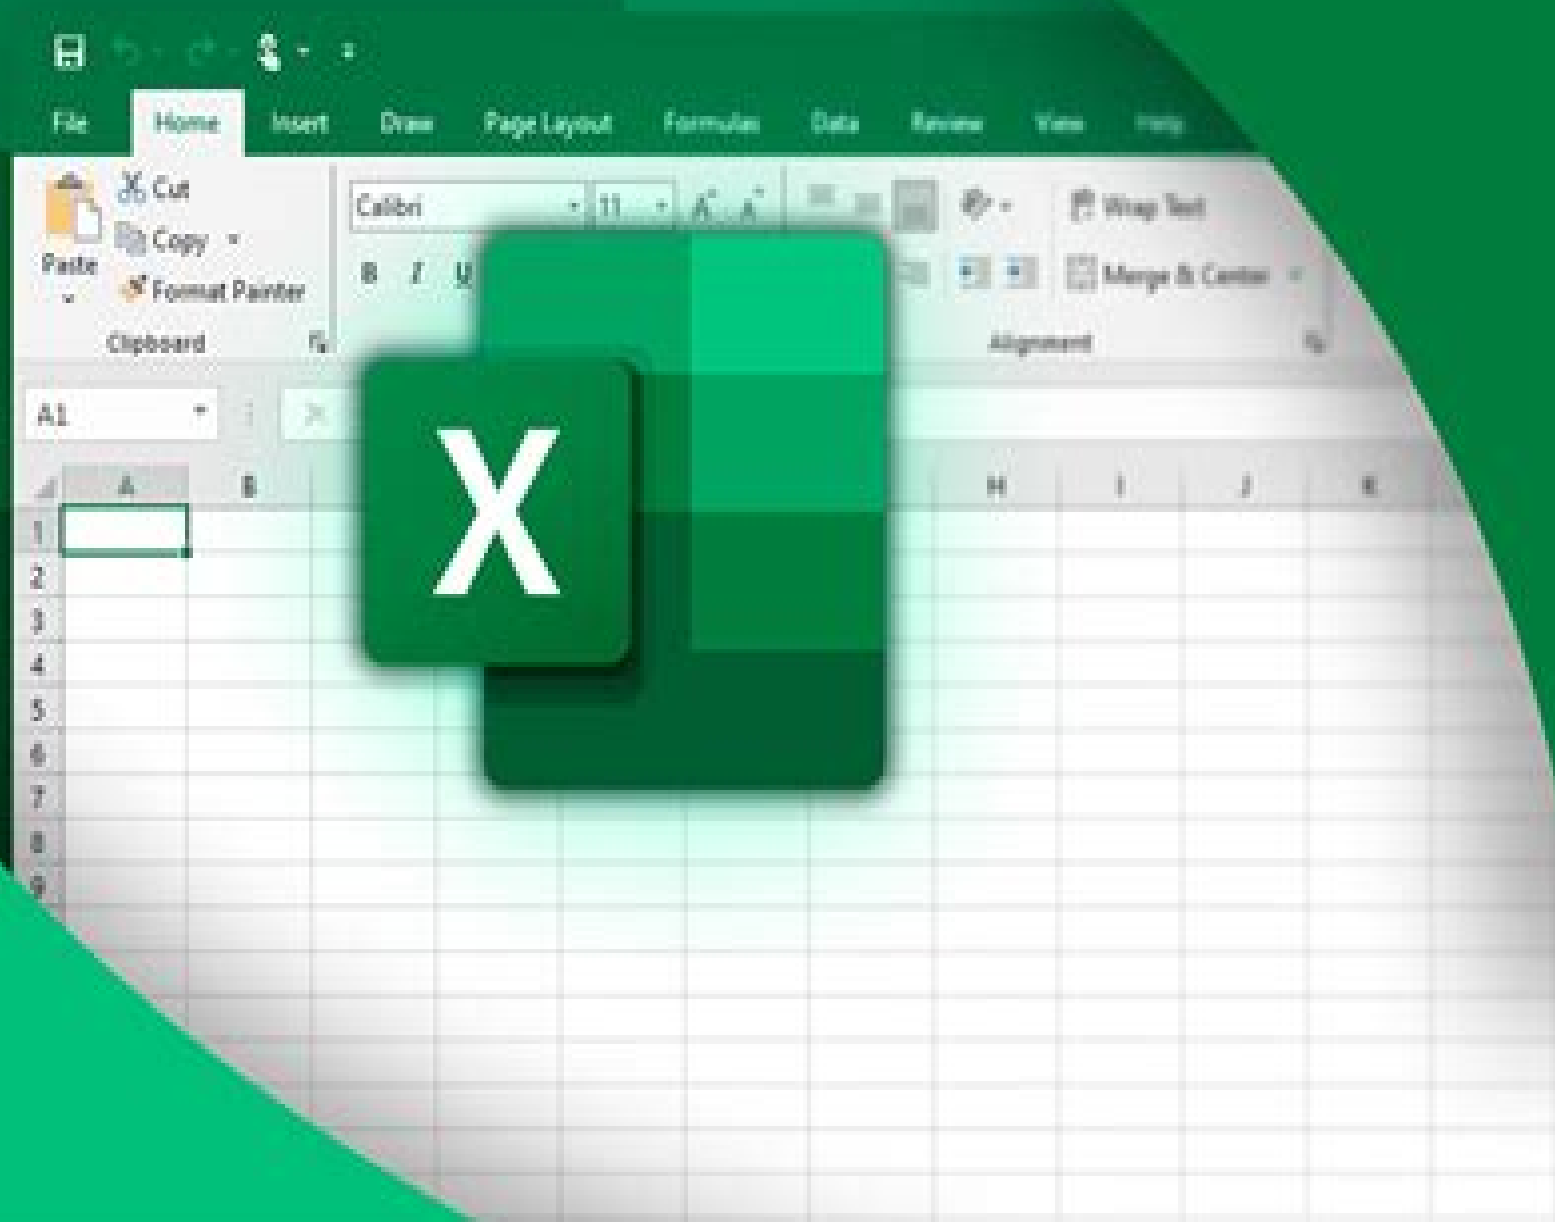 File Home Insert Draw Page Layout Formulas Data Review View Help
Cut
Calibri 11 A A Wrap Text
Copy
Paste
B I U Merge & Center
Format Painter
Clipboard Alignment
A1
X
A B H I J K
1
2
3
4
5
6
7
8
9